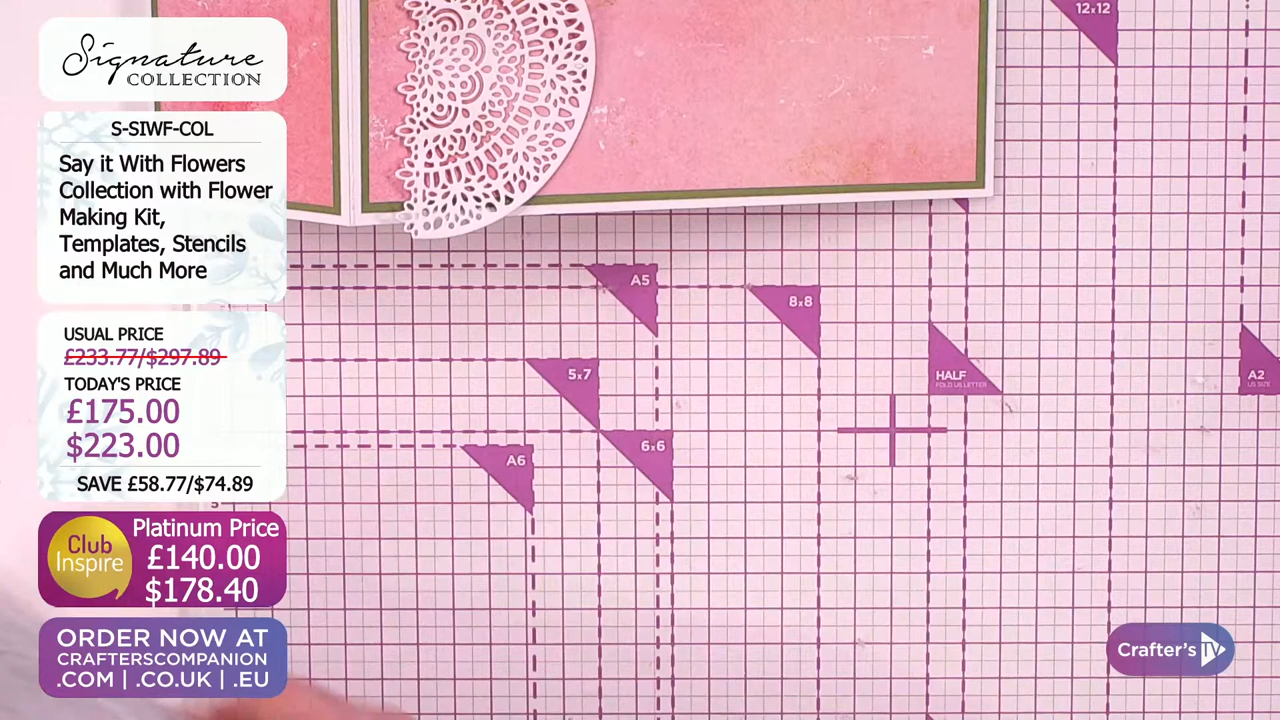 Signature
COLLECTION
S-SIWF-COL
Say it With Flowers
Collection with Flower
Making Kit,
Templates, Stencils
and Much More
USUAL PRICE
£233.77/$297.89
TODAY'S PRICE
£175.00
$223.00
SAVE £58.77/$74.89
Club
Inspire
Platinum Price
£140.00
$178.40
ORDER NOW AT
CRAFTERSCOMPANION
.COM | .CO.UK | .EU
12x12
A5
8x8
5x7
HALF
FOLD US LETTER
A2
US SIZE
6x6
A6
5
Crafter's TV